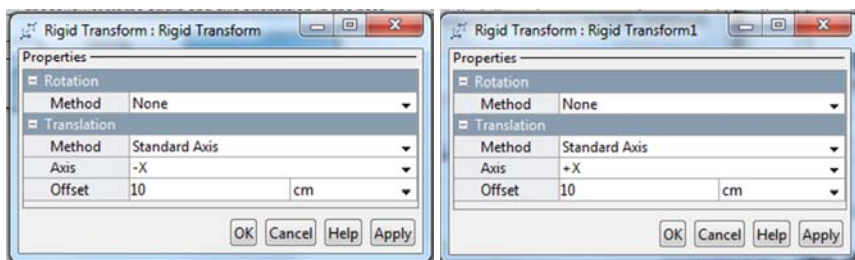 Rigid Transform : Rigid Transform
Properties
Rotation
Method None
Translation
Method Standard Axis
Axis -X
Offset 10 cm
OK Cancel Help Apply
Rigid Transform : Rigid Transform1
Properties
Rotation
Method None
Translation
Method Standard Axis
Axis +X
Offset 10 cm
OK Cancel Help Apply